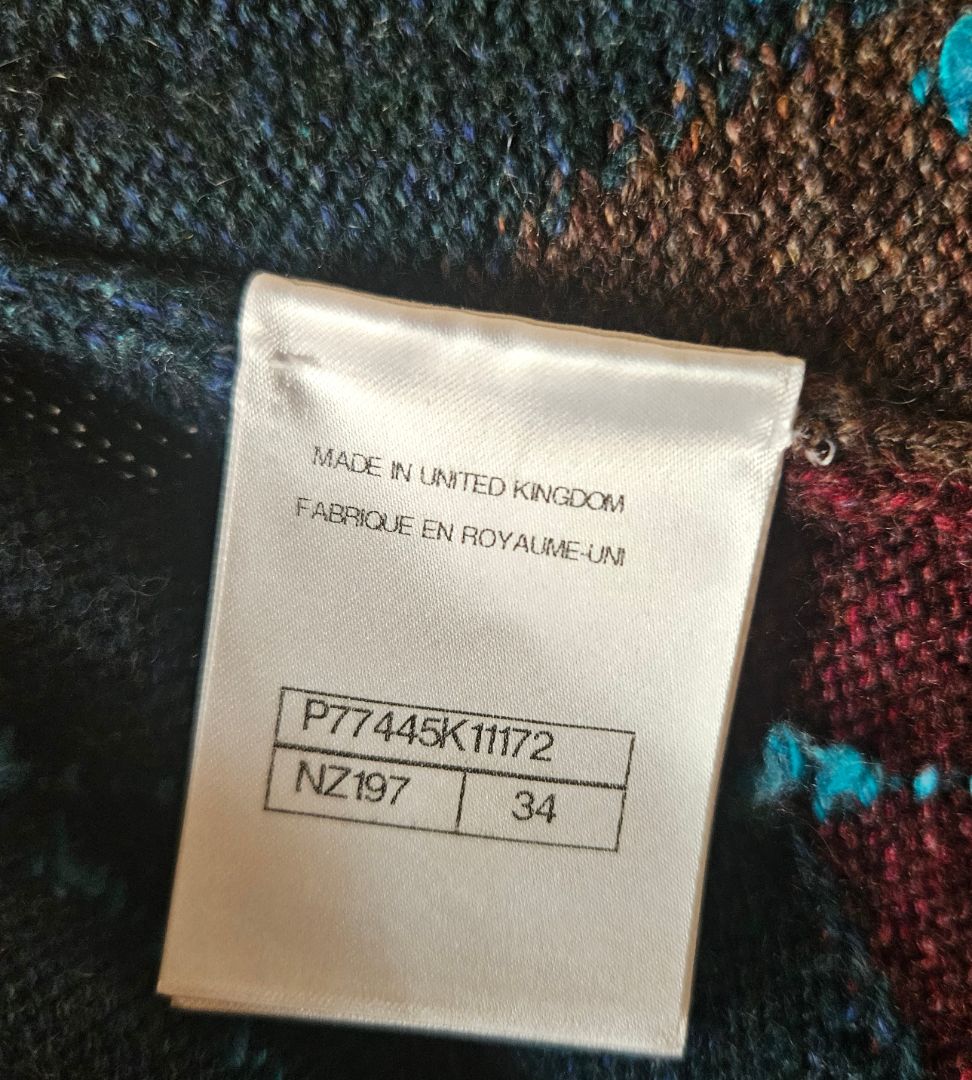 MADE IN UNITED KINGDOM
FABRIQUE EN ROYAUME-UNI
P77445K11172
NZ197 34